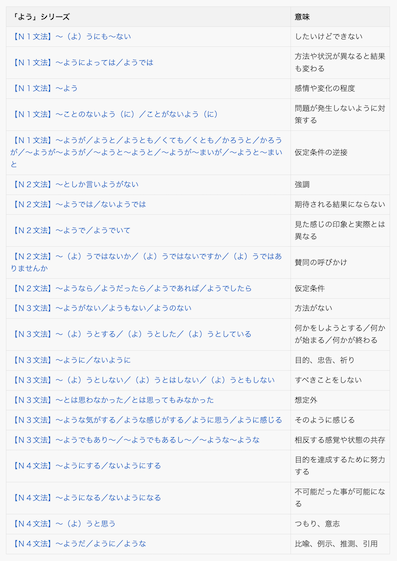 「よう」シリーズ 意味
【Ｎ１文法】～（よ）うにも～ない したいけどできない
【Ｎ１文法】～ようによっては／ようでは 方法や状況が異なると結果
も変わる
【Ｎ１文法】～よう 感情や変化の程度
【Ｎ１文法】～ことのないよう（に）／ことがないよう（に） 問題が発生しないように対
策する
【Ｎ１文法】～ようが／ようと／ようとも／くても／くとも／かろうと／かろう
が／～ようが～ようが／～ようと～ようと／～ようが～まいが／～ようと～まい
と 仮定条件の逆接
【Ｎ２文法】～としか言いようがない 強調
【Ｎ２文法】～ようでは／ないようでは 期待される結果にならない
【Ｎ２文法】～ようで／ようでいて 見た感じの印象と実際とは
異なる
【Ｎ２文法】～（よ）うではないか／（よ）うではないですか／（よ）うではあ
りませんか 賛同の呼びかけ
【Ｎ２文法】～ようなら／ようだったら／ようであれば／ようでしたら 仮定条件
【Ｎ３文法】～ようがない／ようもない／ようのない 方法がない
【Ｎ３文法】～（よ）うとする／（よ）うとした／（よ）うとしている 何かをしようとする／何か
が始まる／何かが終わる
【Ｎ３文法】～ように／ないように 目的、忠告、祈り
【Ｎ３文法】～（よ）うとしない／（よ）うとはしない／（よ）うともしない すべきことをしない
【Ｎ３文法】～とは思わなかった／とは思ってもみなかった 想定外
【Ｎ３文法】～ような気がする／ような感じがする／ように思う／ように感じる そのように感じる
【Ｎ３文法】～ようでもあり～／～ようでもあるし～／～ような～ような 相反する感覚や状態の共存
【Ｎ４文法】～ようにする／ないようにする 目的を達成するために努力
する
【Ｎ４文法】～ようになる／ないようになる 不可能だった事が可能にな
る
【Ｎ４文法】～（よ）うと思う つもり、意志
【Ｎ４文法】～ようだ／ように／ような 比喩、例示、推測、引用